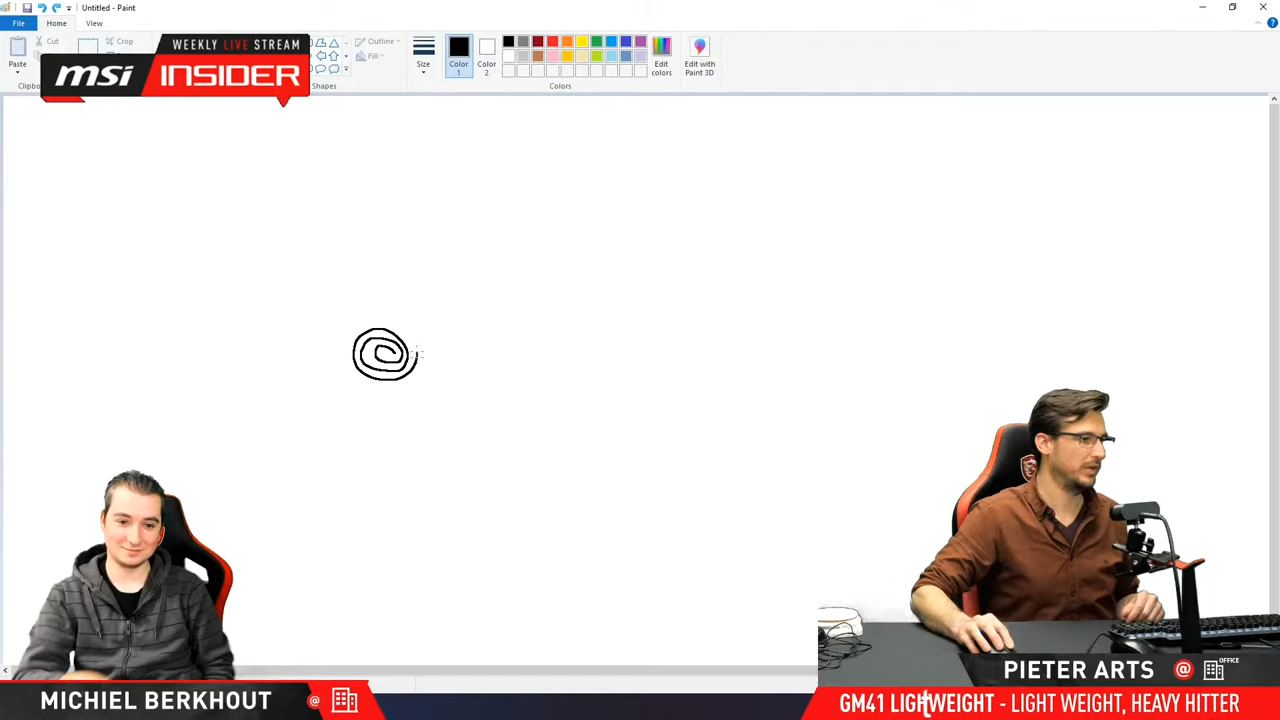 Untitled - Paint
File
Home
View
Paste
Cut
Crop
Outline
Fill
Shapes
Size
Color 1
Color 2
Edit colors
Edit with Paint 3D
Colors
WEEKLY LIVE STREAM
msi INSIDER
MICHIEL BERKHOUT @
PIETER ARTS @ OFFICE
GM41 LIGHTWEIGHT - LIGHT WEIGHT, HEAVY HITTER